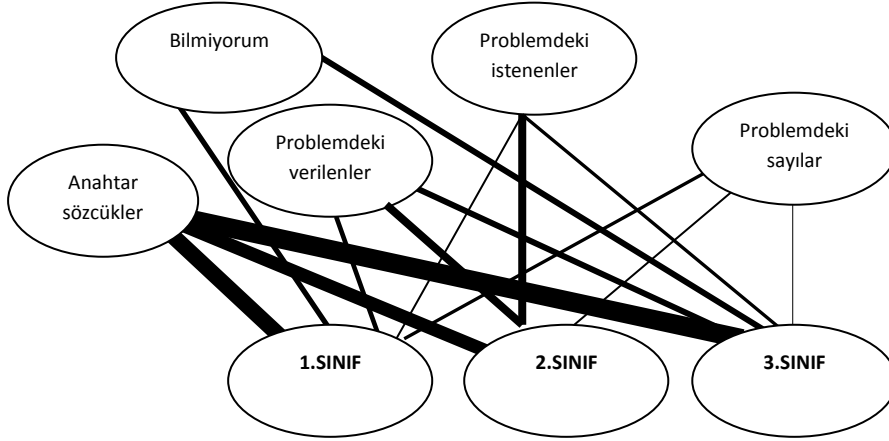 Bilmiyorum
Problemdeki
istenenler
Problemdeki
verilenler
Problemdeki
sayılar
Anahtar
sözcükler
1.SINIF
2.SINIF
3.SINIF